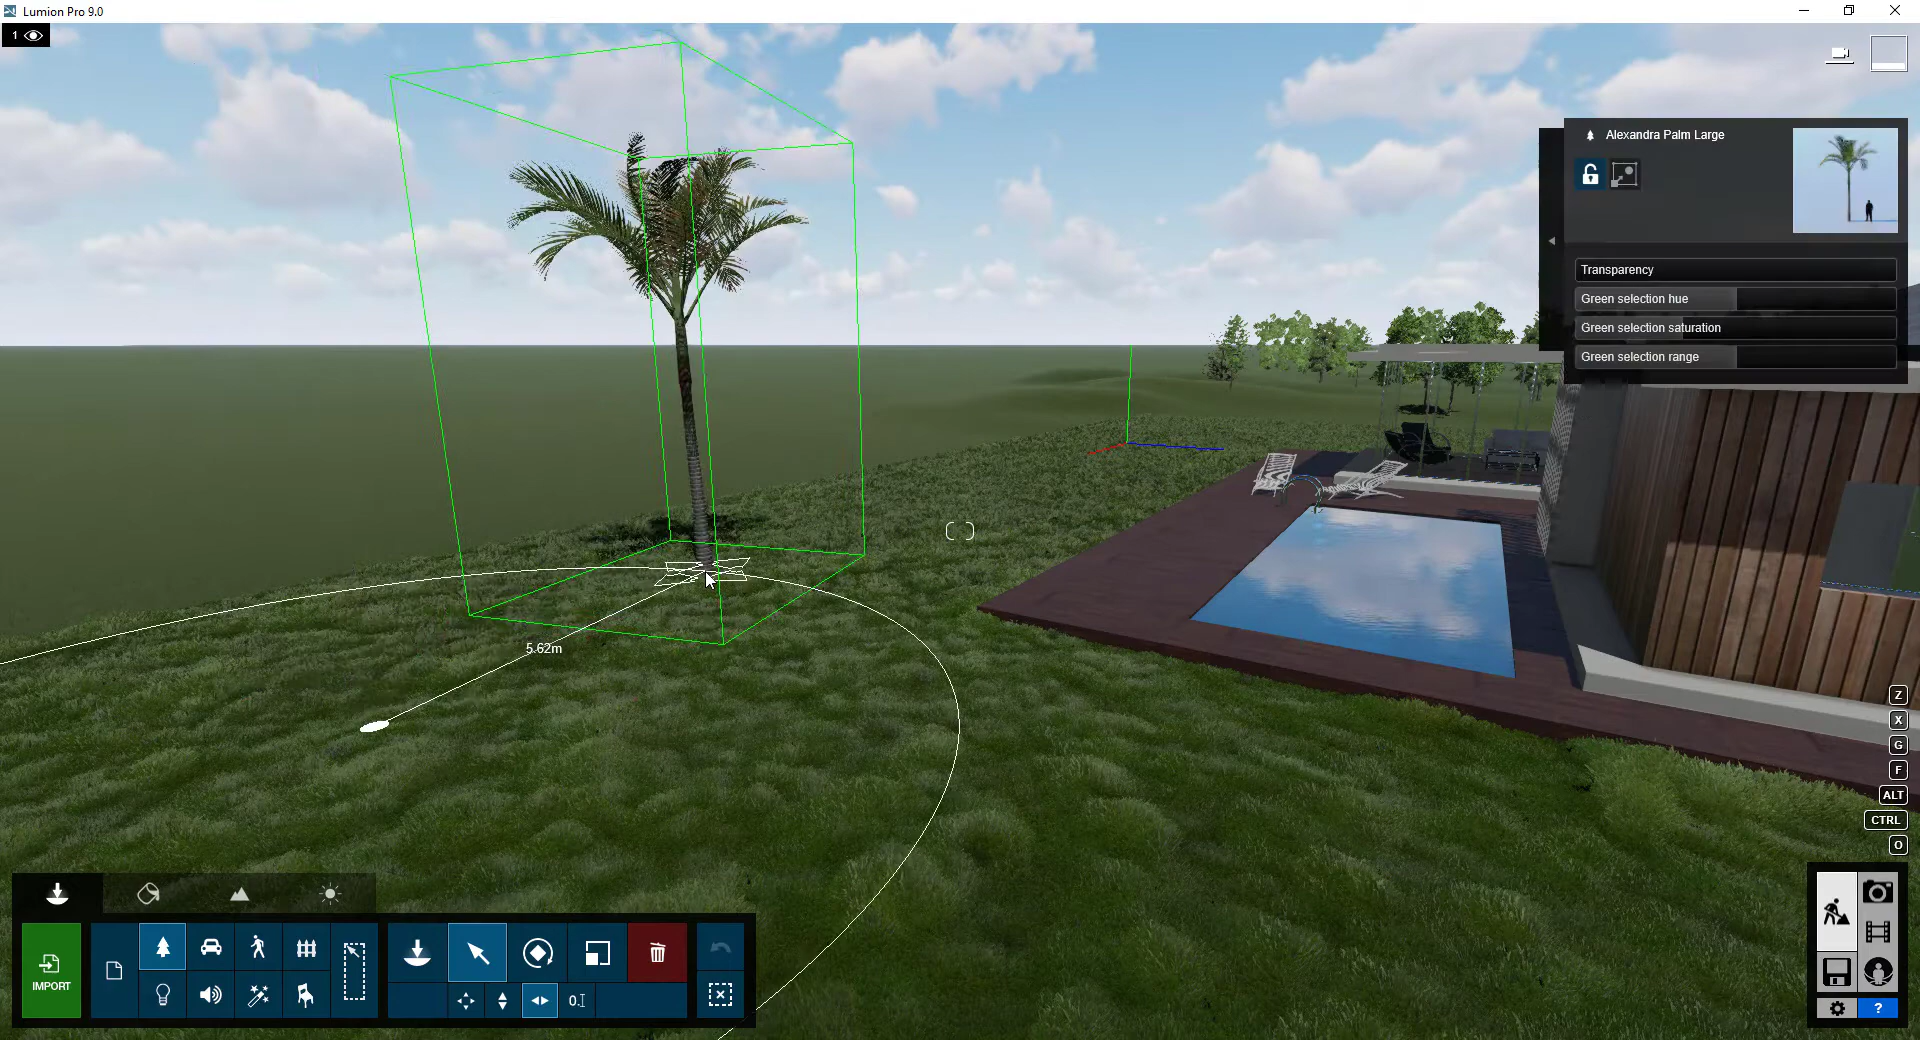 Lumion Pro 9.0
1
Alexandra Palm Large
Transparency
Green selection hue
Green selection saturation
Green selection range
5.62m
Z
X
G
F
ALT
CTRL
O
IMPORT
?